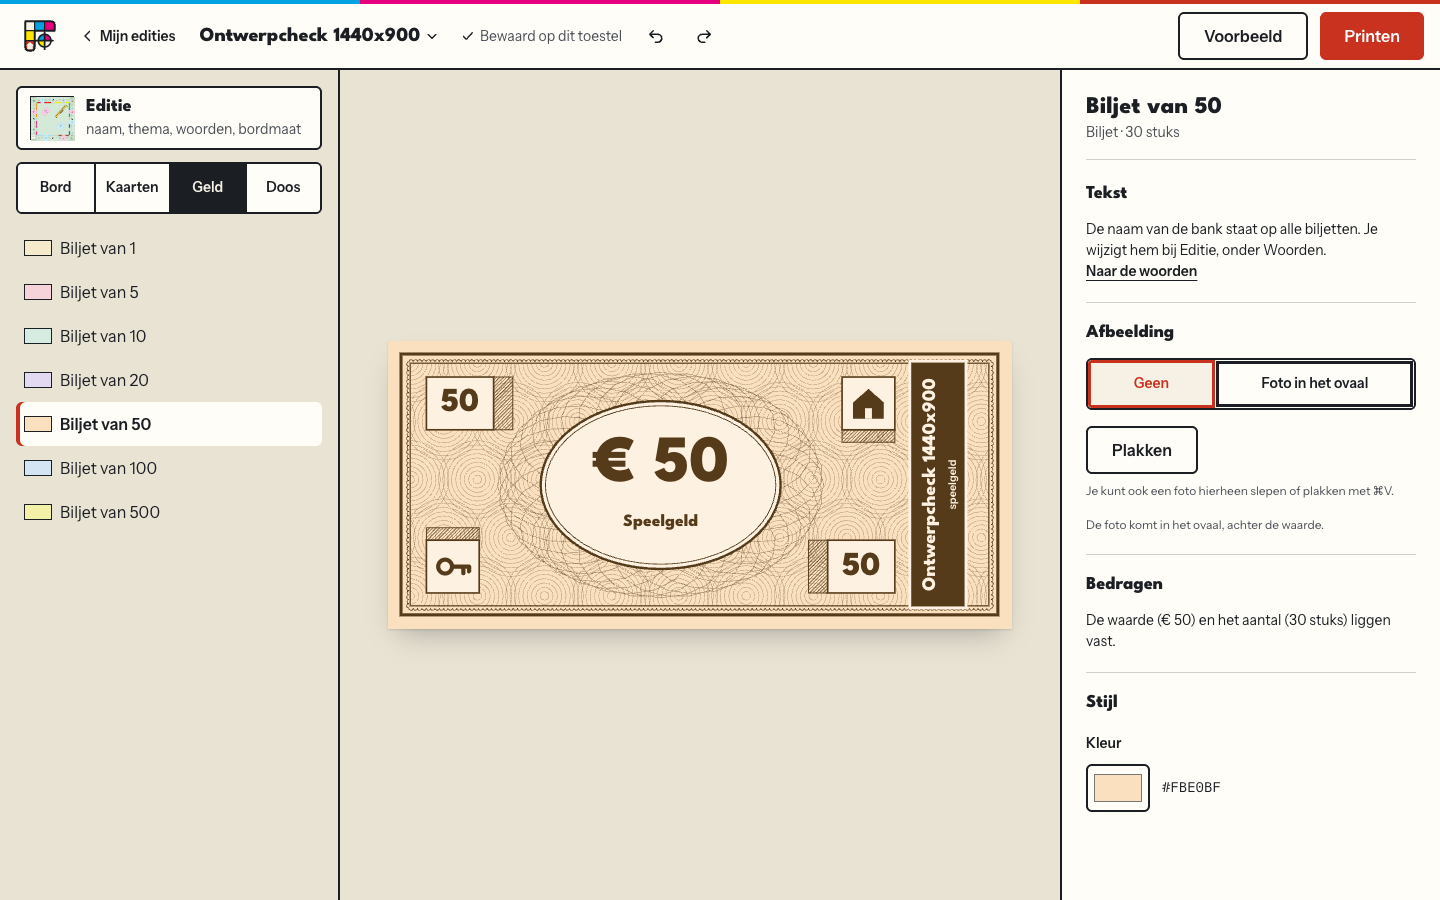 Mijn edities
Ontwerpcheck 1440x900
Bewaard op dit toestel
Voorbeeld
Printen
Editie
naam, thema, woorden, bordmaat
Bord
Kaarten
Geld
Doos
Biljet van 1
Biljet van 5
Biljet van 10
Biljet van 20
Biljet van 50
Biljet van 100
Biljet van 500
50
€ 50
Speelgeld
50
Ontwerpcheck 1440x900
speelgeld
Biljet van 50
Biljet · 30 stuks
Tekst
De naam van de bank staat op alle biljetten. Je
wijzigt hem bij Editie, onder Woorden.
Naar de woorden
Afbeelding
Geen
Foto in het ovaal
Plakken
Je kunt ook een foto hierheen slepen of plakken met ⌘V.
De foto komt in het ovaal, achter de waarde.
Bedragen
De waarde (€ 50) en het aantal (30 stuks) liggen
vast.
Stijl
Kleur
#FBE0BF